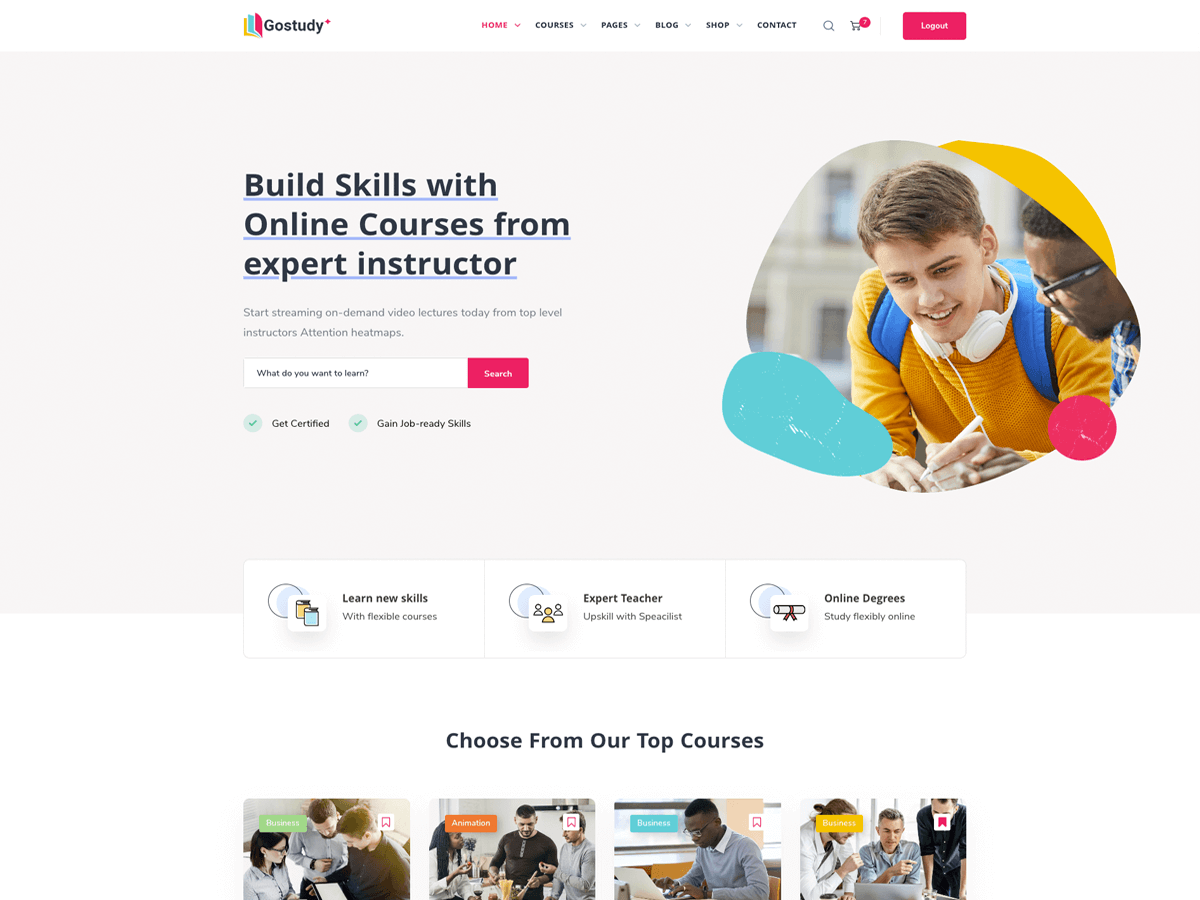 Gostudy+
HOME COURSES PAGES BLOG SHOP CONTACT 7 Logout
Build Skills with
Online Courses from
expert instructor
Start streaming on-demand video lectures today from top level
instructors Attention heatmaps.
What do you want to learn? Search
Get Certified Gain Job-ready Skills
Learn new skills
With flexible courses
Expert Teacher
Upskill with Speacilist
Online Degrees
Study flexibly online
Choose From Our Top Courses
Business Animation Business Business